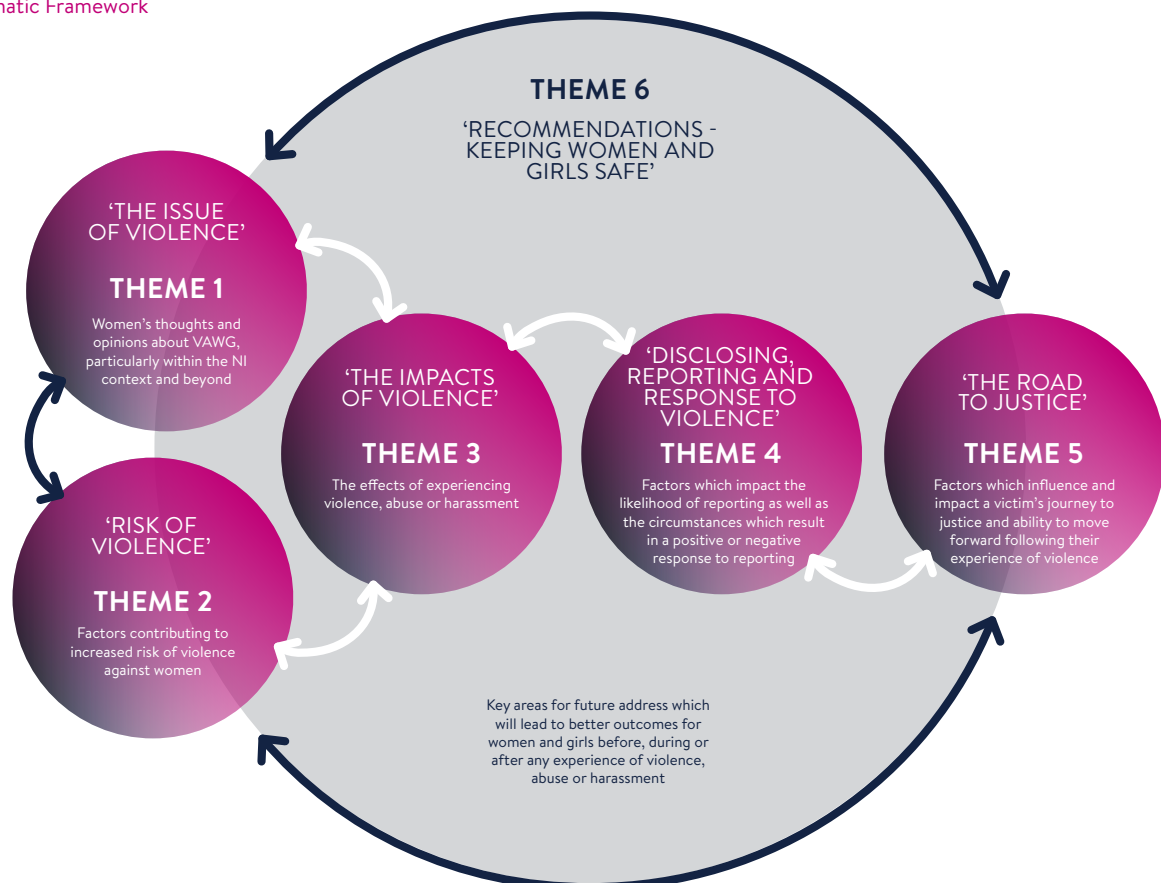 Framework
THEME 6
‘RECOMMENDATIONS -
KEEPING WOMEN AND
GIRLS SAFE’
‘THE ISSUE
OF VIOLENCE’
THEME 1
Women’s thoughts and
opinions about VAWG,
particularly within the NI
context and beyond
‘RISK OF
VIOLENCE’
THEME 2
Factors contributing to
increased risk of violence
against women
‘THE IMPACTS
OF VIOLENCE’
THEME 3
The effects of experiencing
violence, abuse or harassment
‘DISCLOSING,
REPORTING AND
RESPONSE TO
VIOLENCE’
THEME 4
Factors which impact the
likelihood of reporting as well as
the circumstances which result
in a positive or negative
response to reporting
‘THE ROAD
TO JUSTICE’
THEME 5
Factors which influence and
impact a victim’s journey to
justice and ability to move
forward following their
experience of violence
Key areas for future address which
will lead to better outcomes for
women and girls before, during or
after any experience of violence,
abuse or harassment